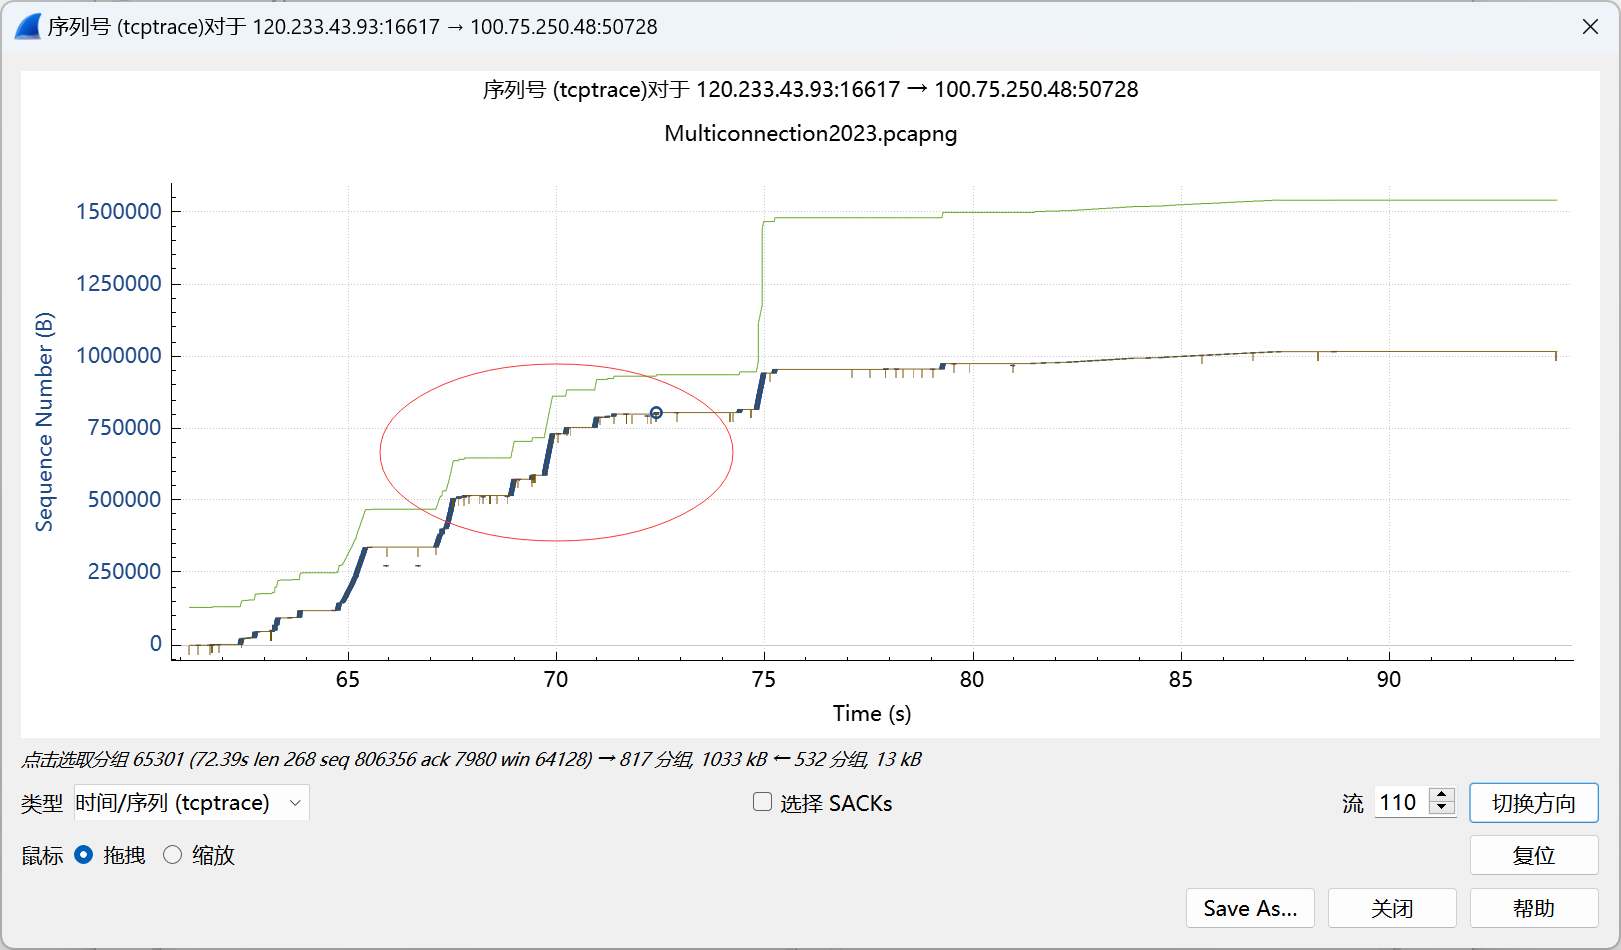 序列号 (tcptrace)对于 120.233.43.93:16617 → 100.75.250.48:50728
序列号 (tcptrace)对于 120.233.43.93:16617 → 100.75.250.48:50728
Multiconnection2023.pcapng
Sequence Number (B)
1500000
1250000
1000000
750000
500000
250000
0
65 70 75 80 85 90
Time (s)
点击选取分组 65301 (72.39s len 268 seq 806356 ack 7980 win 64128) → 817 分组, 1033 kB ← 532 分组, 13 kB
类型 时间/序列 (tcptrace) 选择 SACKs 流 110 切换方向
鼠标 拖拽 缩放 复位
Save As... 关闭 帮助